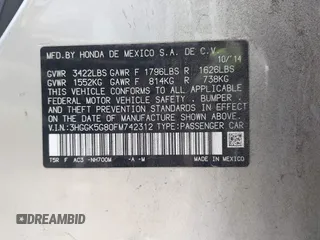 MFD.BY HONDA DE MEXICO S.A. DE C.V.
10/'14
GVWR 3422LBS GAWR F 1796LBS R 1626LBS
GVWR 1552KG GAWR F 814KG R 738KG
THIS VEHICLE CONFORMS TO ALL APPLICABLE
FEDERAL MOTOR VEHICLE SAFETY, BUMPER,
AND THEFT PREVENTION STANDARDS IN EFFECT
ON THE DATE OF MANUFACTURE SHOWN ABOVE.
V.I.N.:3HGGK5G80FM742312 TYPE:PASSENGER CAR
T5R F AC3 -NH700M -A -W MADE IN MEXICO
DREAMBID